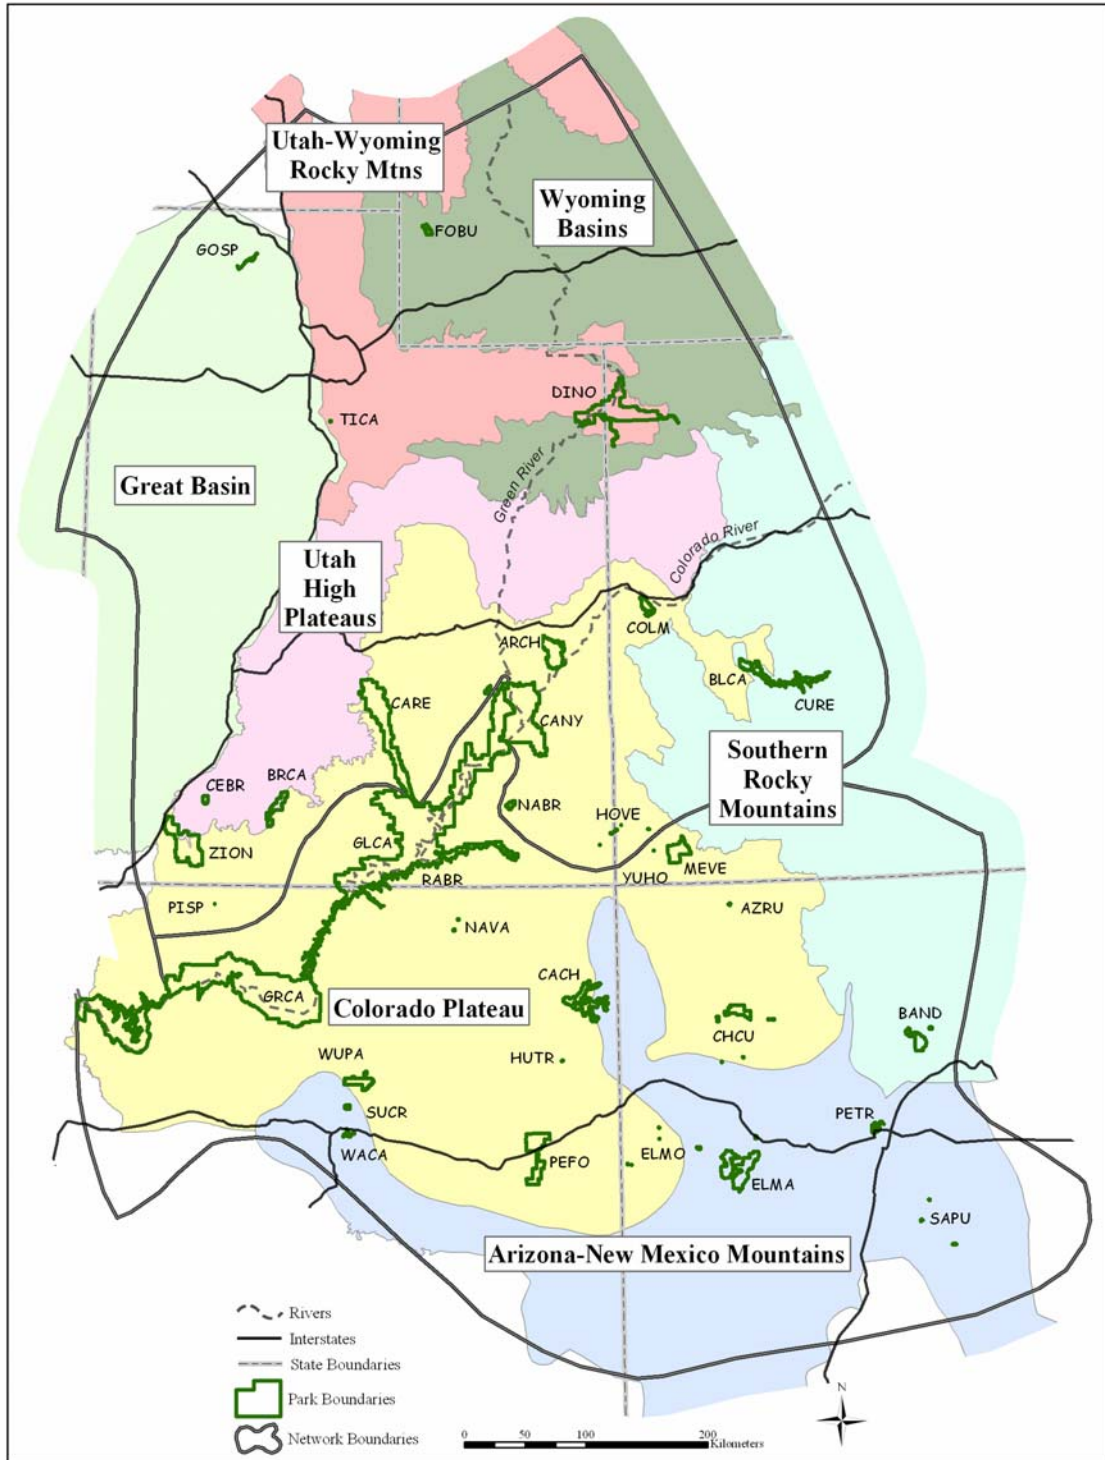 Utah-Wyoming
Rocky Mtns
Wyoming
Basins
FOBU
GOSP
DINO
TICA
Great Basin
Green River
Colorado River
Utah
High
Plateaus
COLM
ARCH
BLCA
CURE
CARE
CANY
Southern
Rocky
Mountains
CEBR
BRCA
NABR
HOVE
ZION
GLCA
MEVE
RABR
YUHO
PISP
NAVA
AZRU
CACH
GRCA
Colorado Plateau
CHCU
BAND
WUPA
HUTR
SUCR
PETR
WACA
PEFO
ELMO
ELMA
SAPU
Arizona-New Mexico Mountains
Rivers
Interstates
State Boundaries
Park Boundaries
Network Boundaries
N
0 50 100 200
Kilometers